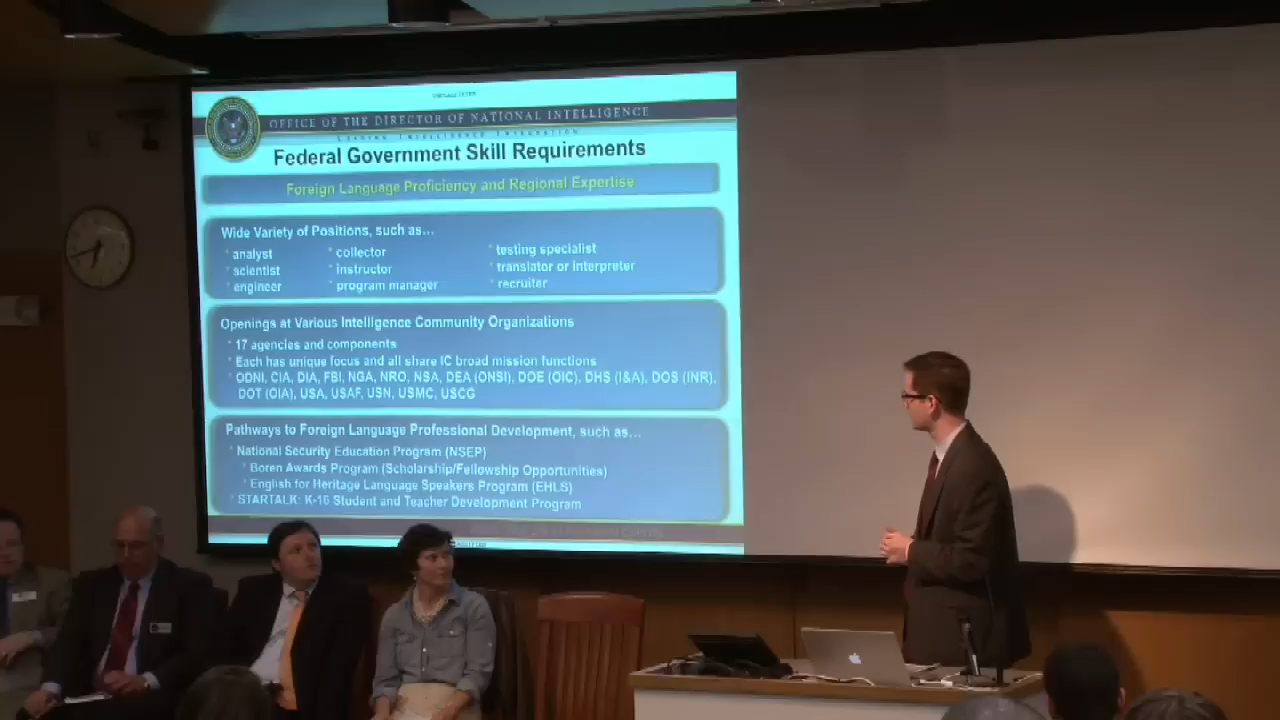 OFFICE OF THE DIRECTOR OF NATIONAL INTELLIGENCE
LEADING INTELLIGENCE INTEGRATION
Federal Government Skill Requirements
Foreign Language Proficiency and Regional Expertise
Wide Variety of Positions, such as...
* analyst * collector * testing specialist
* scientist * instructor * translator or interpreter
* engineer * program manager * recruiter
Openings at Various Intelligence Community Organizations
* 17 agencies and components
* Each has unique focus and all share IC broad mission functions
* ODNI, CIA, DIA, FBI, NGA, NRO, NSA, DEA (ONSI), DOE (OIC), DHS (I&A), DOS (INR),
DOT (OIA), USA, USAF, USN, USMC, USCG
Pathways to Foreign Language Professional Development, such as...
* National Security Education Program (NSEP)
* Boren Awards Program (Scholarship/Fellowship Opportunities)
* English for Heritage Language Speakers Program (EHLS)
* STARTALK: K-16 Student and Teacher Development Program